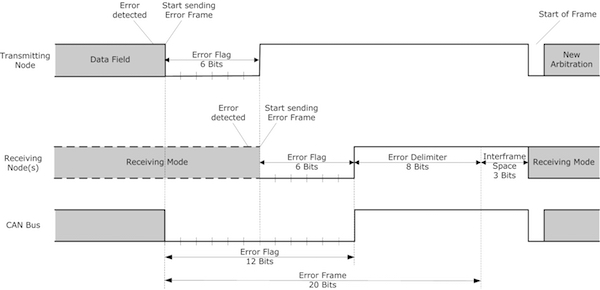 Error
detected
Start sending
Error Frame
Start of Frame
Transmitting
Node
Data Field
Error Flag
6 Bits
New
Arbitration
Error
detected
Start sending
Error Frame
Receiving
Node(s)
Receiving Mode
Error Flag
6 Bits
Error Delimiter
8 Bits
Interframe
Space
3 Bits
Receiving Mode
CAN Bus
Error Flag
12 Bits
Error Frame
20 Bits